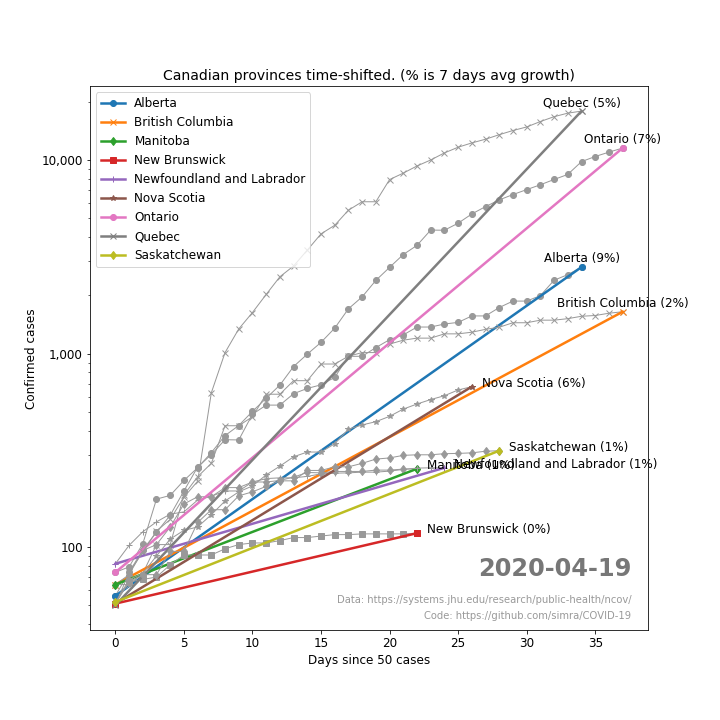 Canadian provinces time-shifted. (% is 7 days avg growth)
Alberta
British Columbia
Manitoba
New Brunswick
Newfoundland and Labrador
Nova Scotia
Ontario
Quebec
Saskatchewan
Quebec (5%)
Ontario (7%)
Alberta (9%)
British Columbia (2%)
Nova Scotia (6%)
Saskatchewan (1%)
Manitoba (1%)
Newfoundland and Labrador (1%)
New Brunswick (0%)
10,000
1,000
100
Confirmed cases
2020-04-19
Data: https://systems.jhu.edu/research/public-health/ncov/
Code: https://github.com/simra/COVID-19
0 5 10 15 20 25 30 35
Days since 50 cases